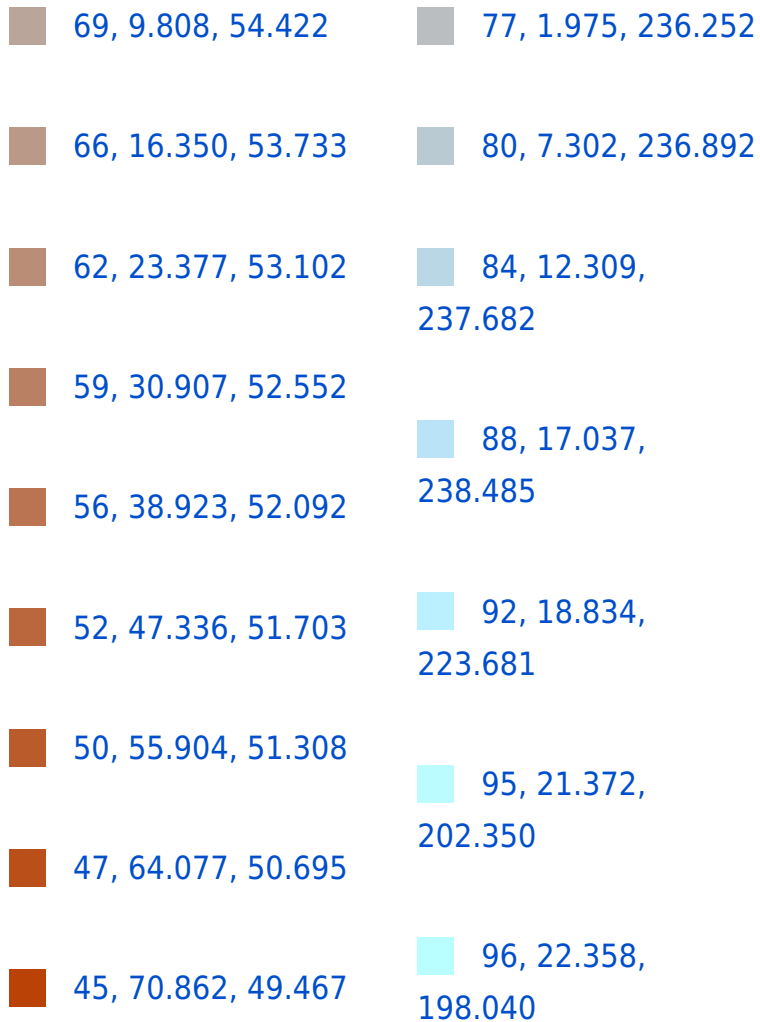 69, 9.808, 54.422
66, 16.350, 53.733
62, 23.377, 53.102
59, 30.907, 52.552
56, 38.923, 52.092
52, 47.336, 51.703
50, 55.904, 51.308
47, 64.077, 50.695
45, 70.862, 49.467
77, 1.975, 236.252
80, 7.302, 236.892
84, 12.309,
237.682
88, 17.037,
238.485
92, 18.834,
223.681
95, 21.372,
202.350
96, 22.358,
198.040